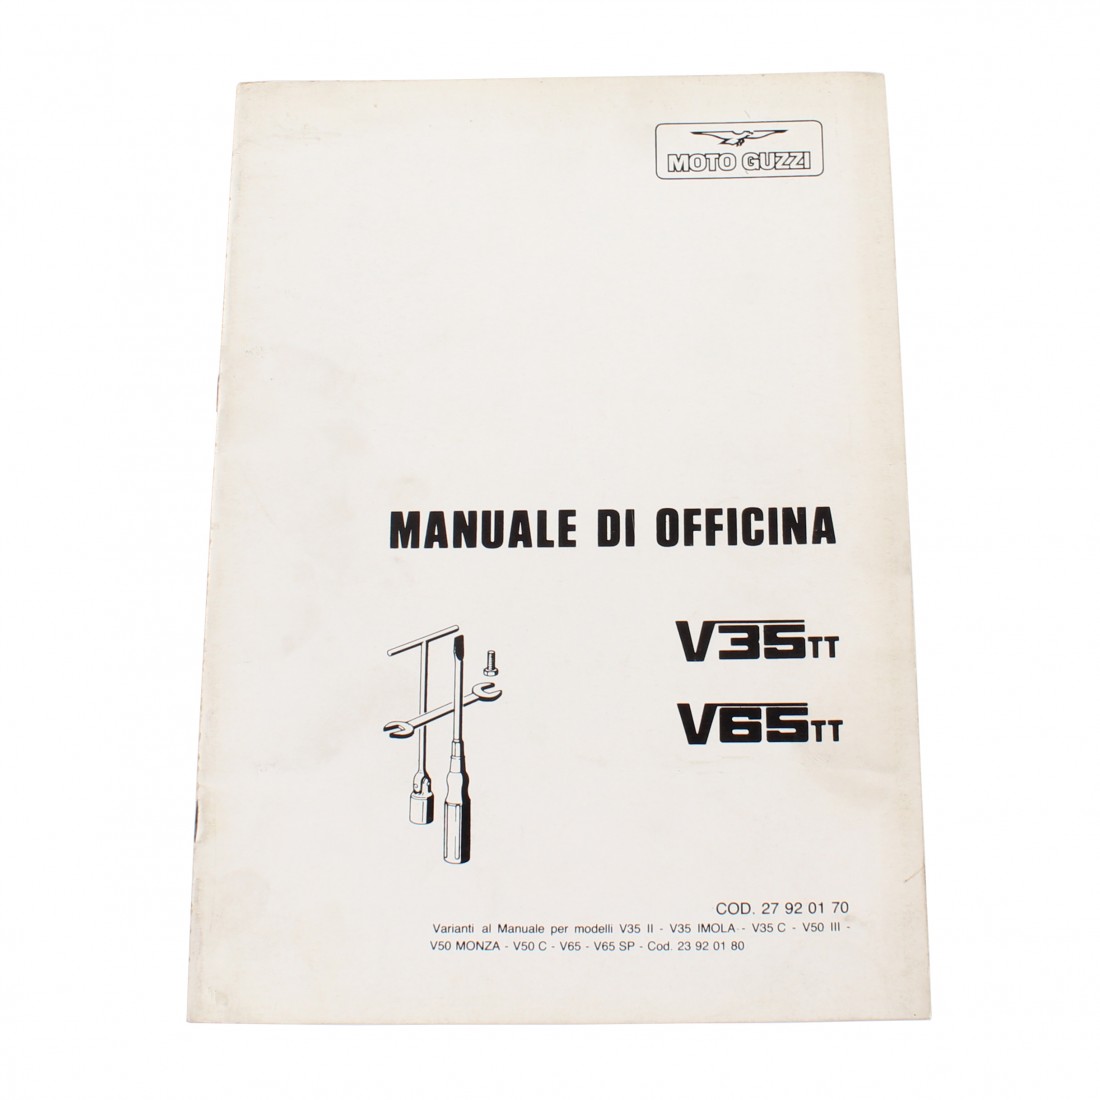 MOTO GUZZI
MANUALE DI OFFICINA
V35TT
V65TT
COD. 27 92 01 70
Varianti al Manuale per modelli V35 II - V35 IMOLA - V35 C - V50 III -
V50 MONZA - V50 C - V65 - V65 SP - Cod. 23 92 01 80